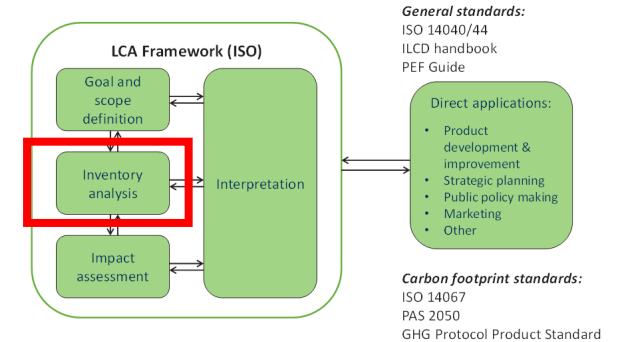 General standards:
ISO 14040/44
ILCD handbook
PEF Guide
LCA Framework (ISO)
Goal and
scope
definition
Inventory
analysis
Impact
assessment
Interpretation
Direct applications:
• Product
development &
improvement
• Strategic planning
• Public policy making
• Marketing
• Other
Carbon footprint standards:
ISO 14067
PAS 2050
GHG Protocol Product Standard